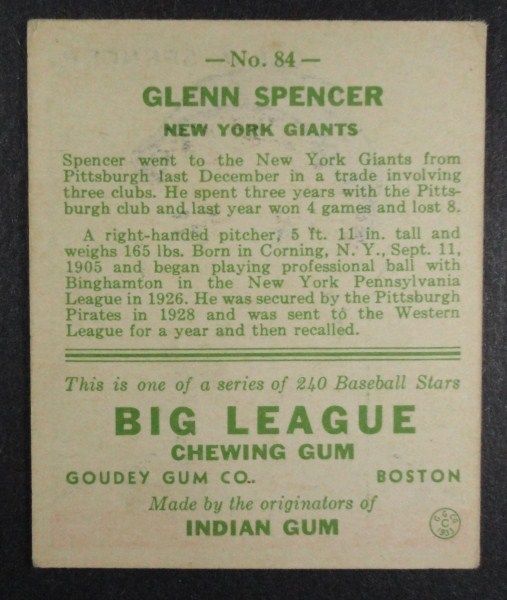 —No. 84—
GLENN SPENCER
NEW YORK GIANTS
Spencer went to the New York Giants from
Pittsburgh last December in a trade involving
three clubs. He spent three years with the Pitts-
burgh club and last year won 4 games and lost 8.
A right-handed pitcher, 5 ft. 11 in. tall and
weighs 165 lbs. Born in Corning, N. Y., Sept. 11,
1905 and began playing professional ball with
Binghamton in the New York Pennsylvania
League in 1926. He was secured by the Pittsburgh
Pirates in 1928 and was sent to the Western
League for a year and then recalled.
This is one of a series of 240 Baseball Stars
BIG LEAGUE
CHEWING GUM
GOUDEY GUM CO.. BOSTON
Made by the originators of
INDIAN GUM
G. G. CO.
C
1933